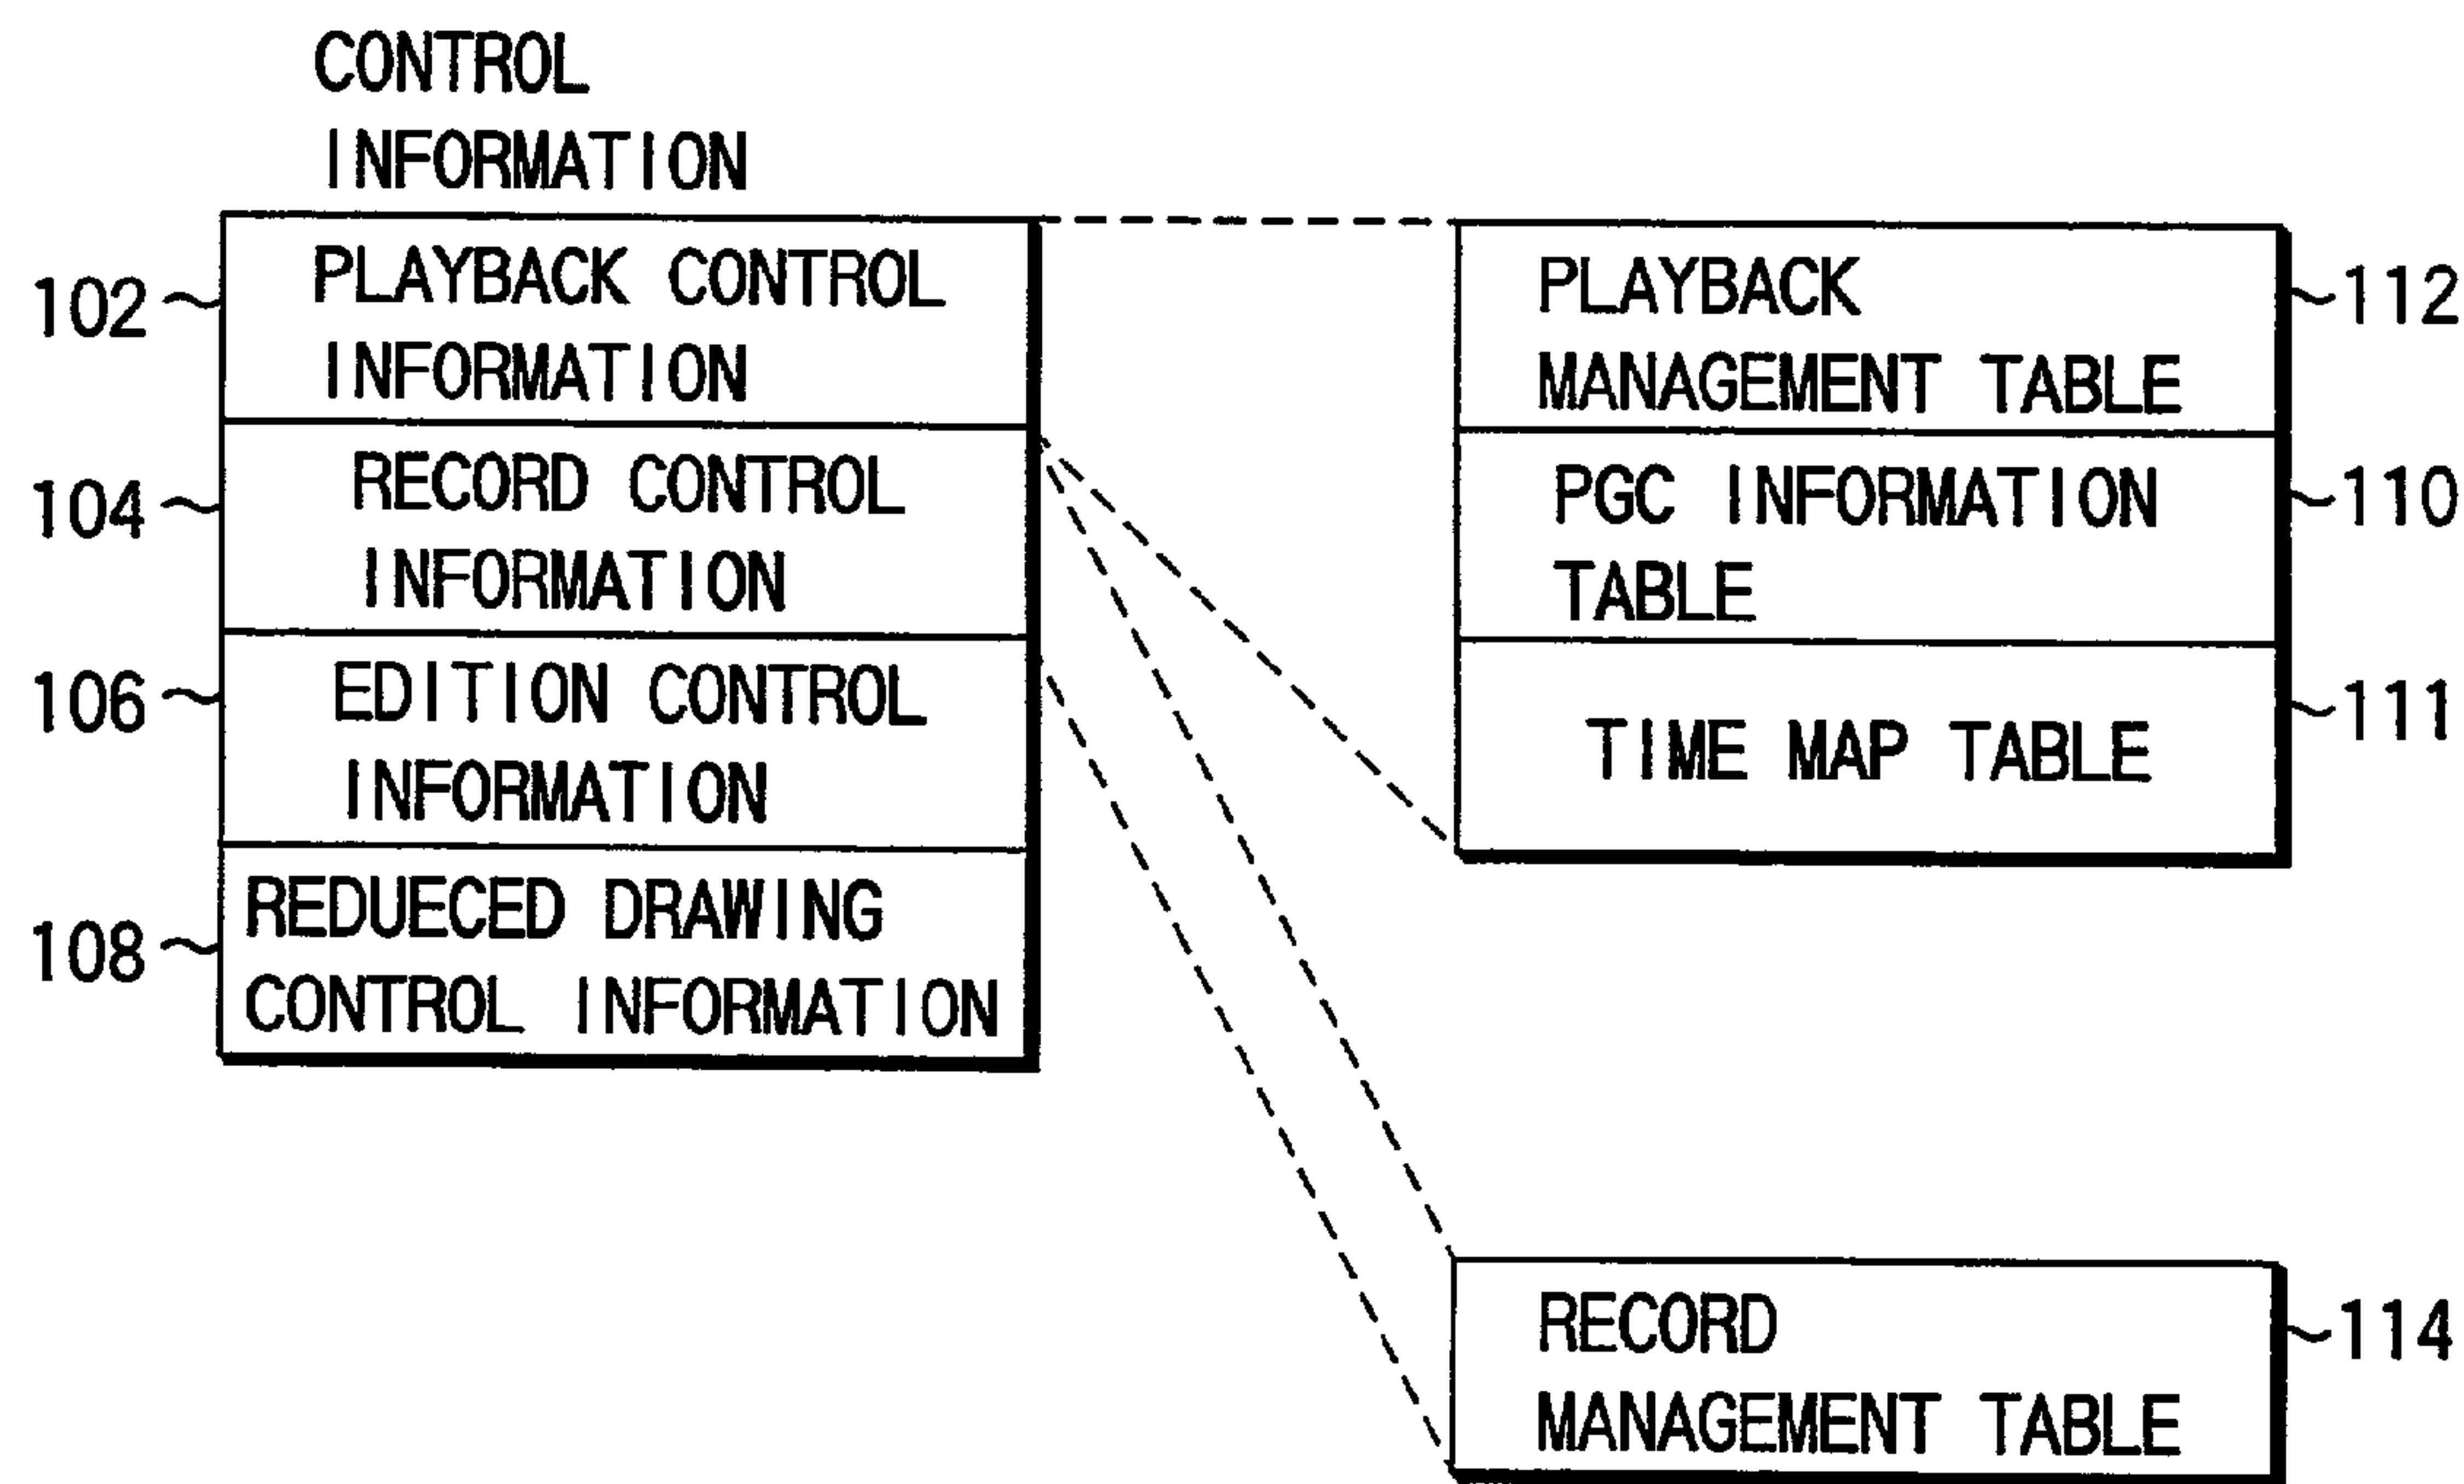 CONTROL
INFORMATION
102
PLAYBACK CONTROL
INFORMATION
104
RECORD CONTROL
INFORMATION
106
EDITION CONTROL
INFORMATION
108
REDUECED DRAWING
CONTROL INFORMATION
PLAYBACK
MANAGEMENT TABLE
112
PGC INFORMATION
TABLE
110
TIME MAP TABLE
111
RECORD
MANAGEMENT TABLE
114